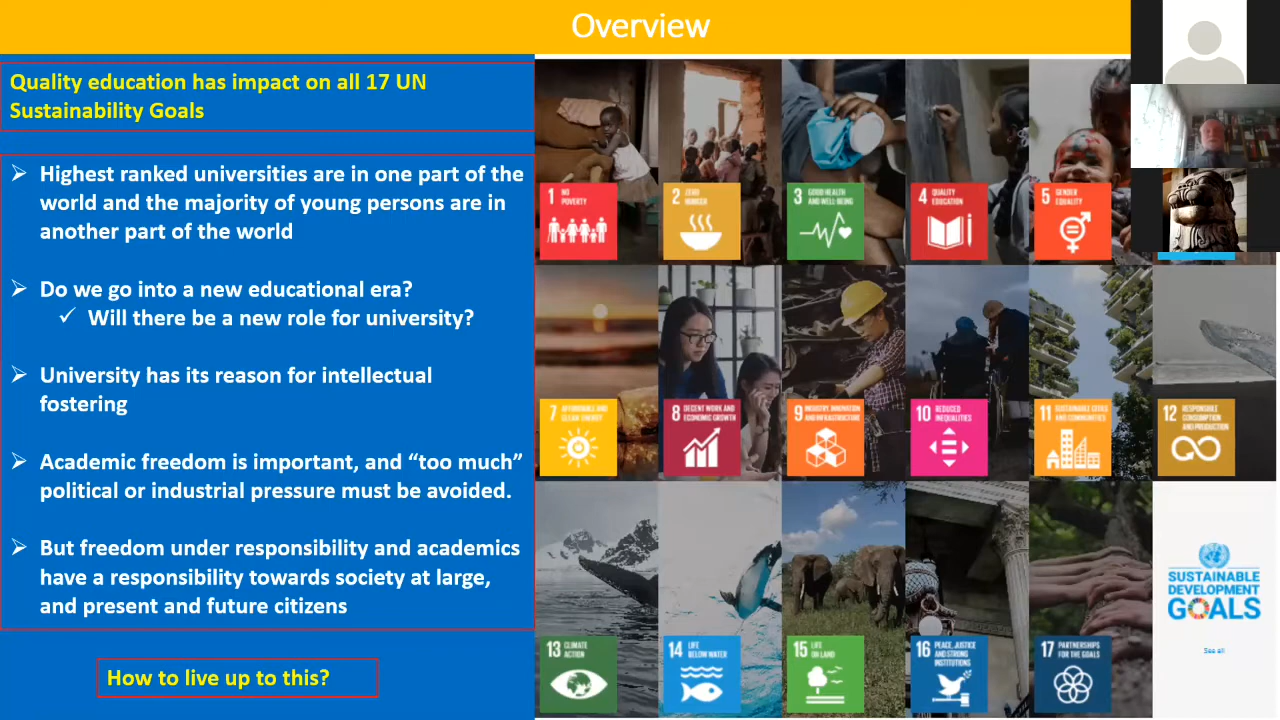 Overview
Quality education has impact on all 17 UN
Sustainability Goals
➢ Highest ranked universities are in one part of the
world and the majority of young persons are in
another part of the world
➢ Do we go into a new educational era?
✓ Will there be a new role for university?
➢ University has its reason for intellectual
fostering
➢ Academic freedom is important, and “too much”
political or industrial pressure must be avoided.
➢ But freedom under responsibility and academics
have a responsibility towards society at large,
and present and future citizens
How to live up to this?
1 NO
POVERTY
2 ZERO
HUNGER
3 GOOD HEALTH
AND WELL-BEING
4 QUALITY
EDUCATION
5 GENDER
EQUALITY
7 AFFORDABLE AND
CLEAN ENERGY
8 DECENT WORK AND
ECONOMIC GROWTH
9 INDUSTRY, INNOVATION
AND INFRASTRUCTURE
10 REDUCED
INEQUALITIES
11 SUSTAINABLE CITIES
AND COMMUNITIES
12 RESPONSIBLE
CONSUMPTION
AND PRODUCTION
13 CLIMATE
ACTION
14 LIFE
BELOW WATER
15 LIFE
ON LAND
16 PEACE, JUSTICE
AND STRONG
INSTITUTIONS
17 PARTNERSHIPS
FOR THE GOALS
SUSTAINABLE
DEVELOPMENT
GOALS
See all